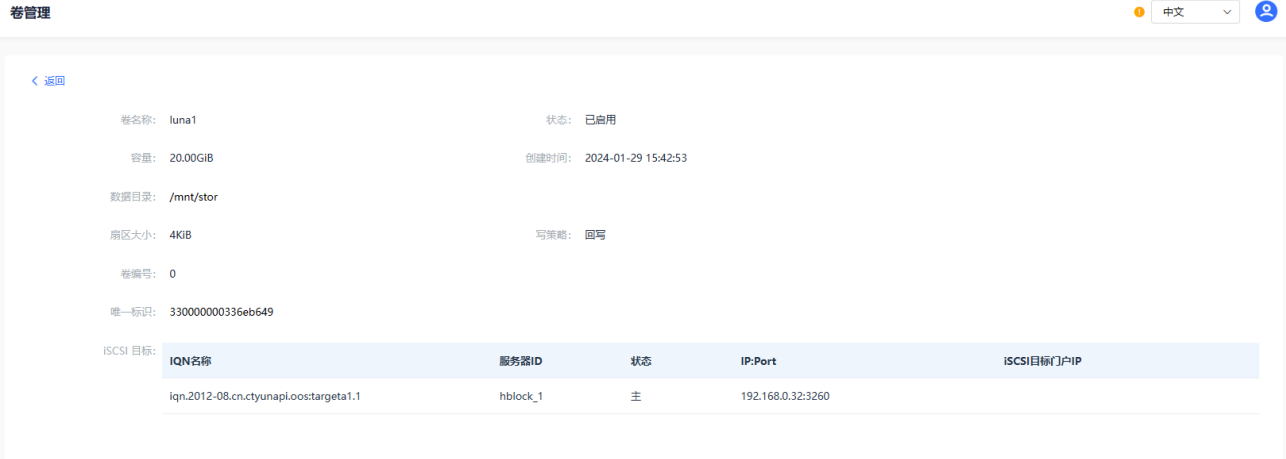 卷管理
中文
返回
卷名称： luna1 状态： 已启用
容量： 20.00GiB 创建时间： 2024-01-29 15:42:53
数据目录： /mnt/stor
扇区大小： 4KiB 写策略： 回写
卷编号： 0
唯一标识： 330000000336eb649
iSCSI 目标：
IQN名称 服务器ID 状态 IP:Port iSCSI目标门户IP
iqn.2012-08.cn.ctyunapi.oos:targeta1.1 hblock_1 主 192.168.0.32:3260